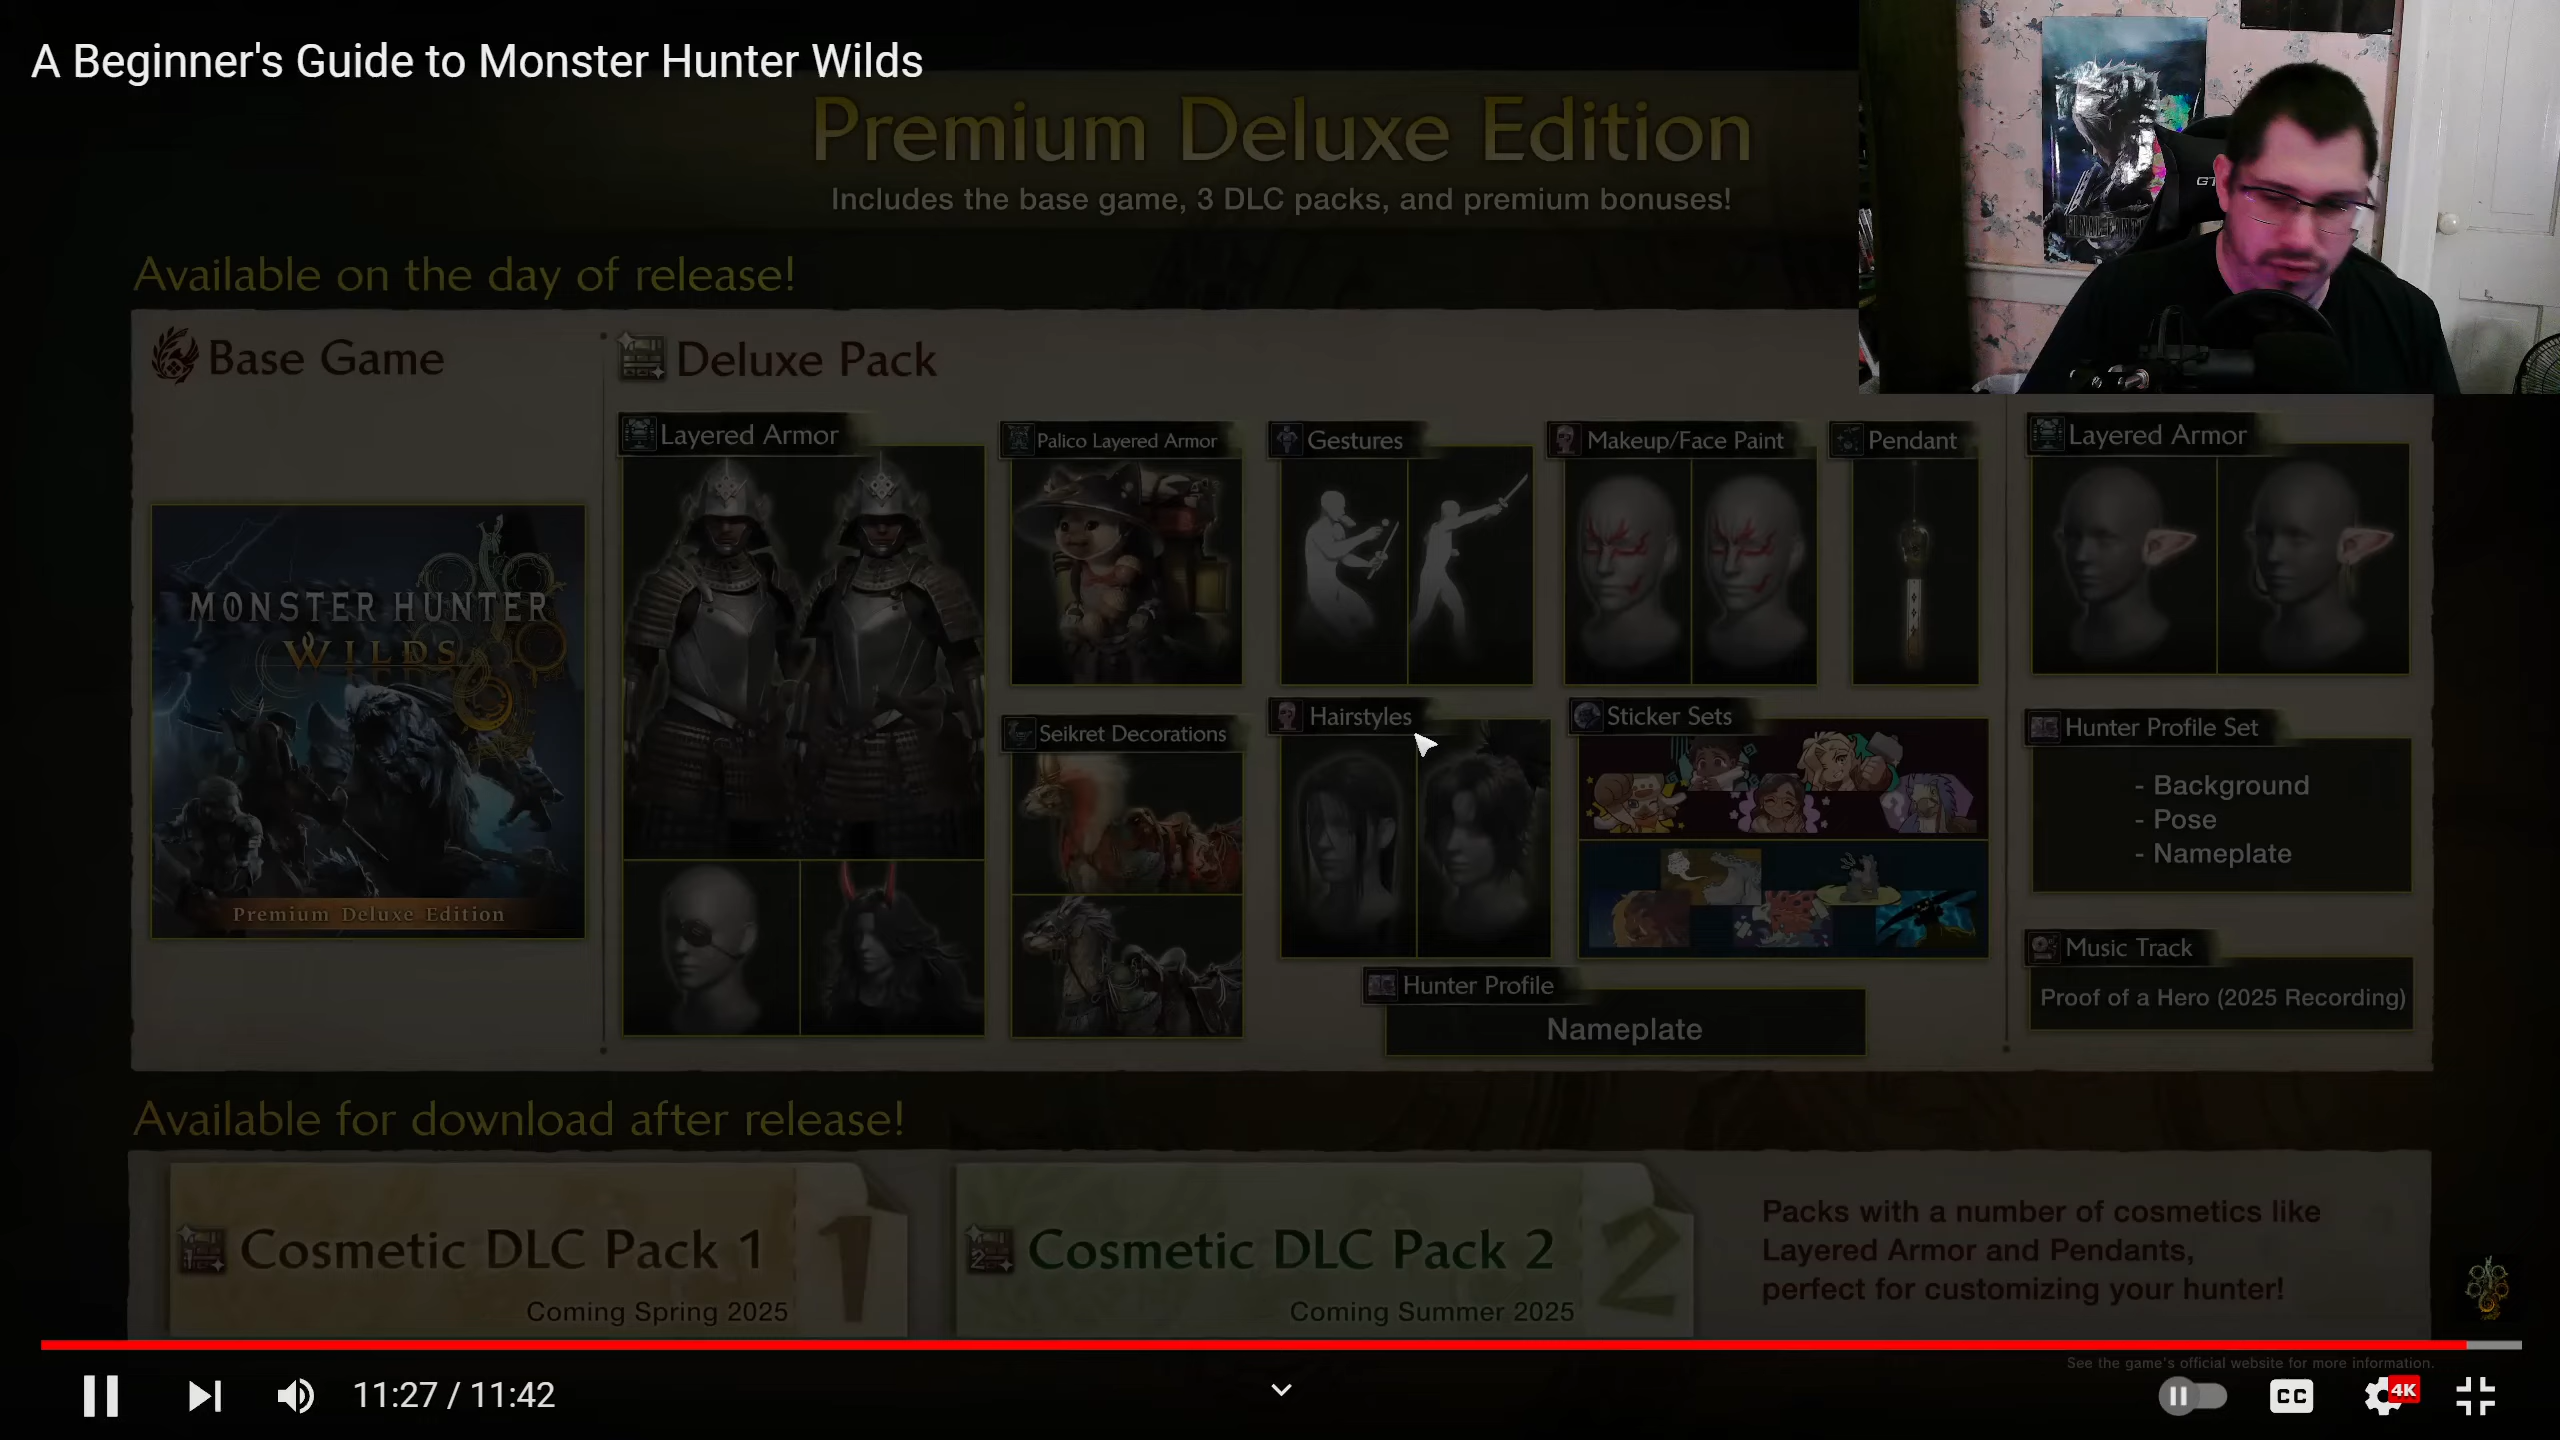 A Beginner's Guide to Monster Hunter Wilds
Premium Deluxe Edition
Includes the base game, 3 DLC packs, and premium bonuses!
Available on the day of release!
Base Game
Deluxe Pack
Layered Armor
Palico Layered Armor
Gestures
Makeup/Face Paint
Pendant
Layered Armor
MONSTER HUNTER
WILDS
Premium Deluxe Edition
Seikret Decorations
Hairstyles
Sticker Sets
Hunter Profile Set
- Background
- Pose
- Nameplate
Music Track
Proof of a Hero (2025 Recording)
Hunter Profile
Nameplate
Available for download after release!
Cosmetic DLC Pack 1
1
Coming Spring 2025
Cosmetic DLC Pack 2
2
Coming Summer 2025
Packs with a number of cosmetics like
Layered Armor and Pendants,
perfect for customizing your hunter!
See the game's official website for more information.
11:27 / 11:42
CC
4K